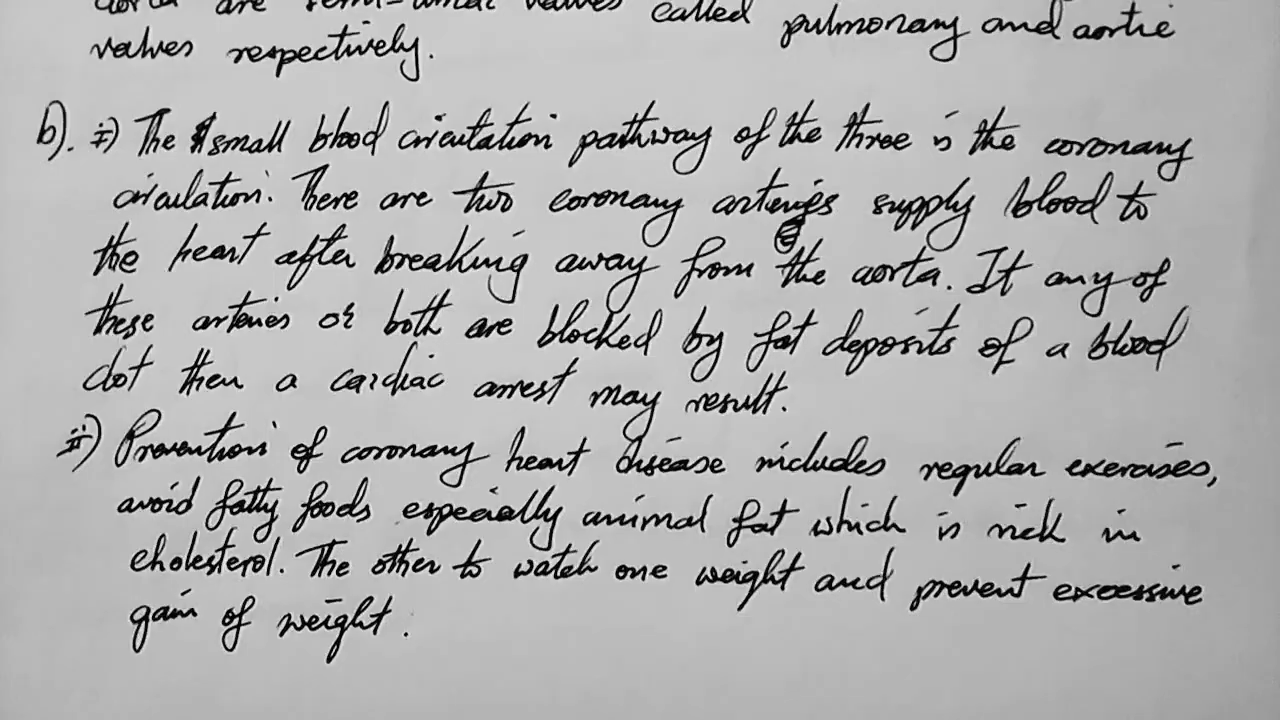 aorta are semi-lunar valves called pulmonary and aortic
valves respectively.
b). i) The small blood circulation pathway of the three is the coronary
circulation. There are two coronary arteries supply blood to
the heart after breaking away from the aorta. If any of
these arteries or both are blocked by fat deposits of a blood
clot then a cardiac arrest may result.
ii) Prevention of coronary heart disease includes regular exercises,
avoid fatty foods especially animal fat which is rich in
cholesterol. The other to watch one weight and prevent excessive
gain of weight.